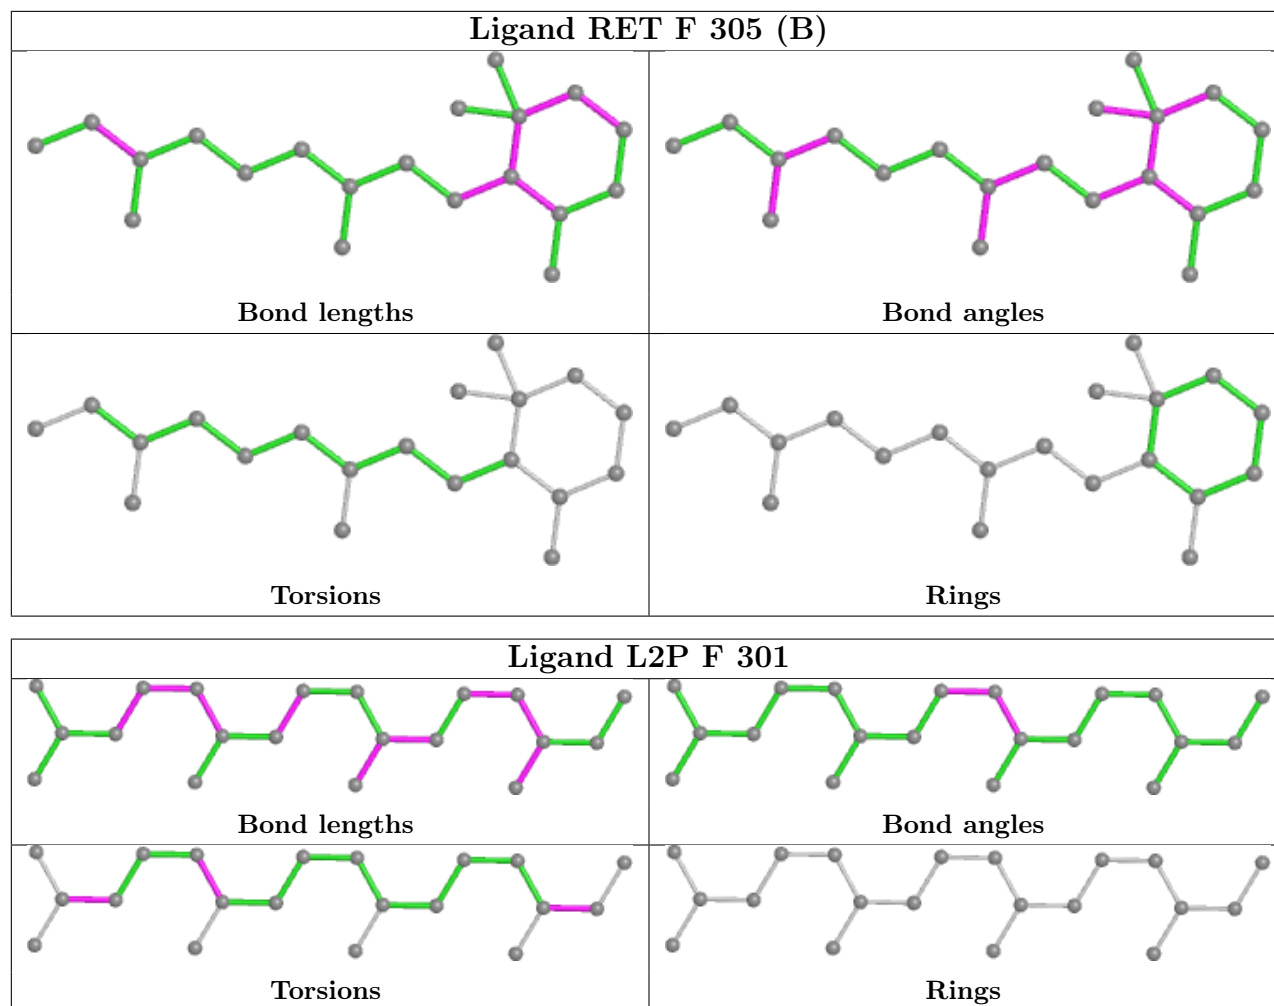 Ligand RET F 305 (B)
Bond lengths
Bond angles
Torsions
Rings
Ligand L2P F 301
Bond lengths
Bond angles
Torsions
Rings